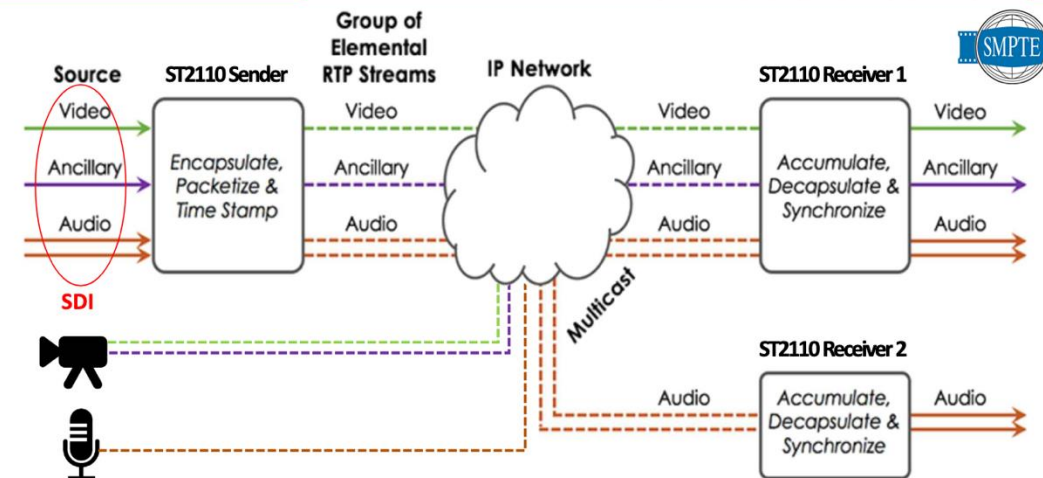 SMPTE
Source
ST2110 Sender
Group of
Elemental
RTP Streams
IP Network
ST2110 Receiver 1
Video
Ancillary
Audio
SDI
Encapsulate,
Packetize &
Time Stamp
Video
Ancillary
Audio
Multicast
Video
Ancillary
Audio
Accumulate,
Decapsulate &
Synchronize
Video
Ancillary
Audio
ST2110 Receiver 2
Audio
Accumulate,
Decapsulate &
Synchronize
Audio